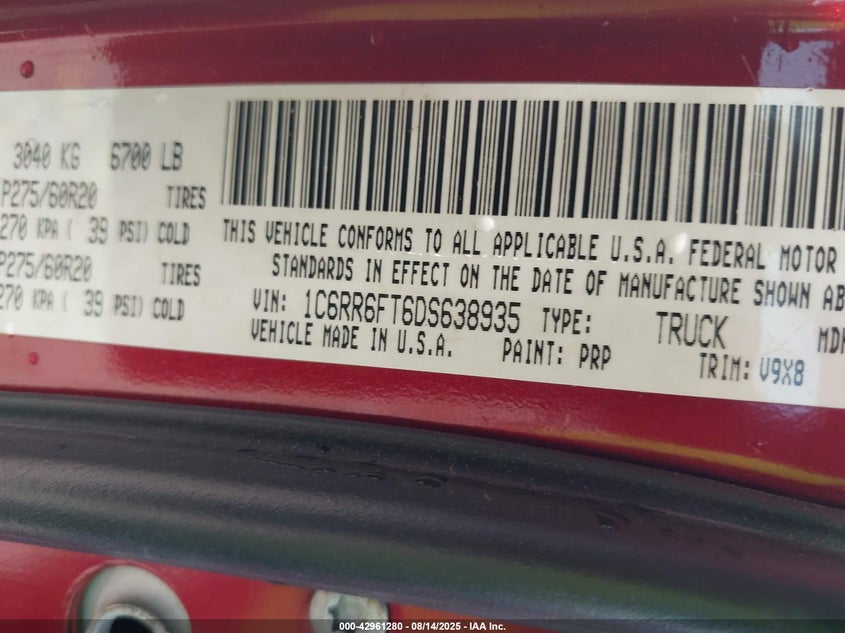 3040 KG 6700 LB
P275/60R20 TIRES
270 KPA ( 39 PSI) COLD
P275/60R20 TIRES
270 KPA ( 39 PSI) COLD
THIS VEHICLE CONFORMS TO ALL APPLICABLE U.S.A. FEDERAL MOTOR
STANDARDS IN EFFECT ON THE DATE OF MANUFACTURE SHOWN AB
VIN: 1C6RR6FT6DS638935 TYPE: TRUCK MDH
VEHICLE MADE IN U.S.A. PAINT: PRP TRIM: V9X8
000-42961280 - 08/14/2025 - IAA Inc.